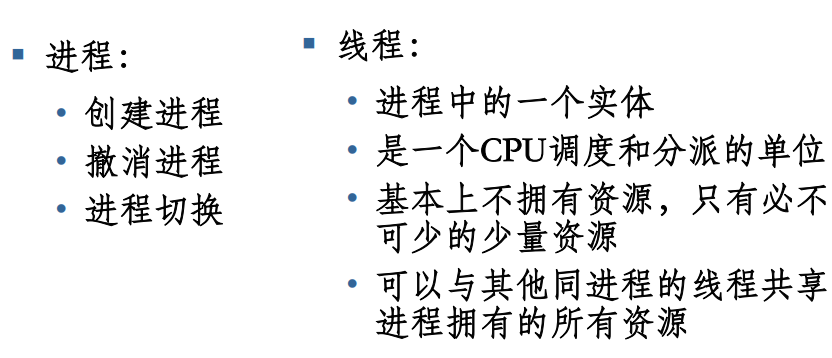 进程：
创建进程
撤消进程
进程切换
线程：
进程中的一个实体
是一个CPU调度和分派的单位
基本上不拥有资源，只有必不
可少的少量资源
可以与其他同进程的线程共享
进程拥有的所有资源